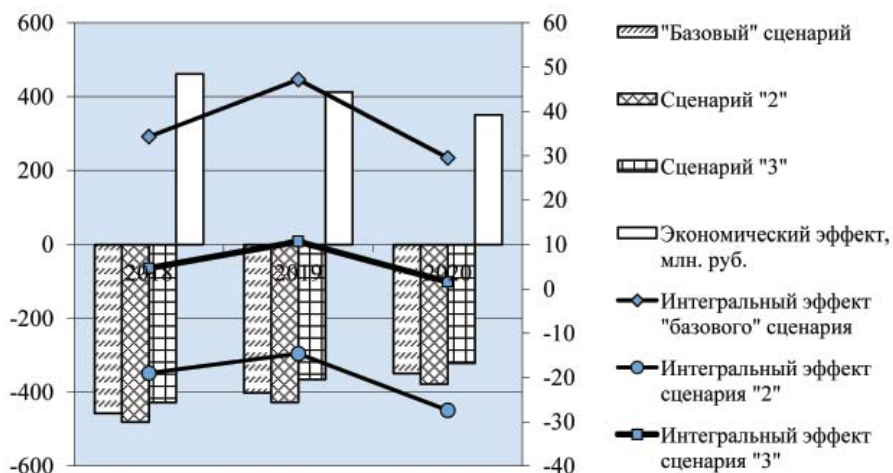 600
400
200
0
-200
-400
-600
2018
2019
2020
60
50
40
30
20
10
0
-10
-20
-30
-40
"Базовый" сценарий
Сценарий "2"
Сценарий "3"
Экономический эффект,
млн. руб.
Интегральный эффект
"базового" сценария
Интегральный эффект
сценария "2"
Интегральный эффект
сценария "3"